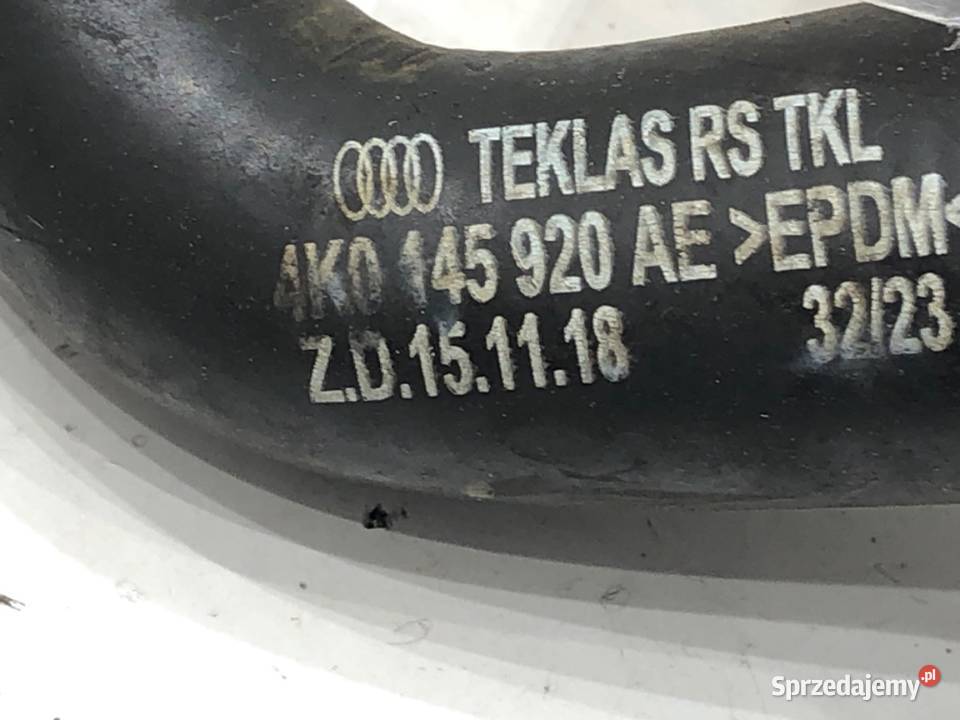 TEKLAS RS TKL
4K0 145 920 AE >EPDM<
Z.D.15.11.18 32/23
Sprzedajemy.pl